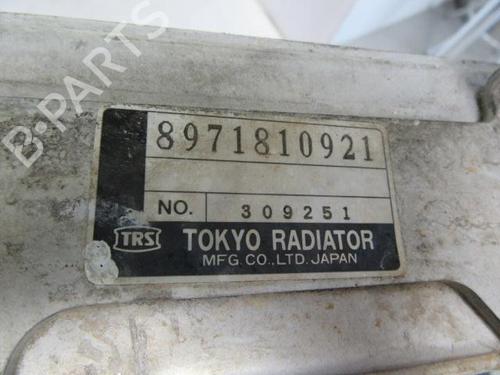 B-PARTS
8971810921
NO. 309251
TRS TOKYO RADIATOR
MFG. CO., LTD. JAPAN